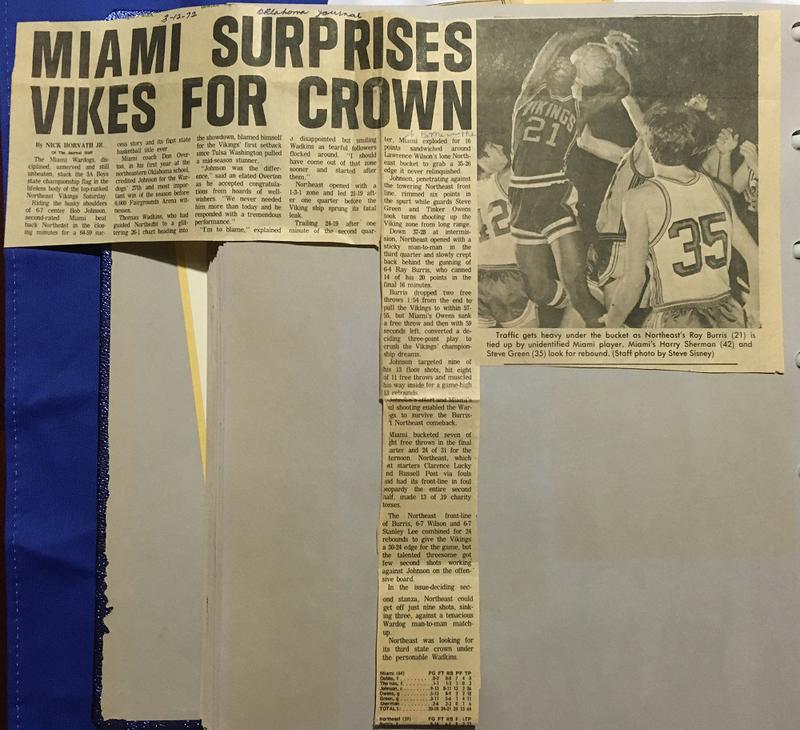 3-12-72
Oklahoma Journal
MIAMI SURPRISES
VIKES FOR CROWN
By NICK HORVATH JR.
Of The Journal Staff
The Miami Wardogs, dis-
ciplined, unnerved and still
unbeaten, stuck the 3A Boys
state championship flag in the
lifeless body of the top-ranked
Northeast Vikings Saturday.
Riding the husky shoulders
of 6-7 center Bob Johnson,
second-rated Miami beat
back Northeast in the clos-
ing minutes for a 64-59 suc-
cess story and its first state
basketball title ever
Miami coach Don Over-
ton, in his first year at the
northeastern Oklahoma school,
credited Johnson for the War-
dogs' 27th and most impor-
tant win of the season before
6,000 Fairgrounds Arena wit-
nesses.
Thomas Wadkins, who had
guided Northeast to a glit-
tering 26-1 chart heading into
the showdown, blamed himself
for the Vikings' first setback
since Tulsa Washington pulled
a mid-season stunner.
"Johnson was the differ-
ence," said an elated Overton
as he accepted congratula-
tions from hoards of well-
wishers. "We never needed
him more than today and he
responded with a tremendous
performance."
"I'm to blame," explained
a disappointed but smiling
Wadkins as tearful followers
flocked around. "I should
have come out of that zone
sooner and started after
them."
Northeast opened with a
1-3-1 zone and led 21-19 aft-
er one quarter before the
Viking ship sprung its fatal
leak.
Trailing 24-19 after one
minute of the second quar-
ter, Miami exploded for 16
points sandwiched around
Lawrence Wilson's lone North-
east bucket to grab a 35-26
edge it never relinquished.
Johnson, penetrating against
the towering Northeast front
line, rammed six points in
the spurt while guards Steve
Green and Tinker Owens
took turns shooting up the
Viking zone from long range.
Down 37-28 at intermis-
sion, Northeast opened with a
sticky man-to-man in the
third quarter and slowly crept
back behind the gunning of
6-4 Ray Burris, who canned
14 of his 20 points in the
final 16 minutes.
Burris dropped two free
throws 1:54 from the end to
pull the Vikings to within 57-
55, but Miami's Owens sank
a free throw and then with 59
seconds left, converted a de-
ciding three-point play to
crush the Vikings' champion-
ship dreams.
Johnson targeted nine of
his 13 floor shots, hit eight
of 11 free throws and muscled
his way inside for a game-high
13 rebounds.
Johnson's effort and Miami's
shooting enabled the War-
to survive the Burris-
Northeast comeback.
Miami bucketed seven of
free throws in the final
and 24 of 31 for the
Northeast, which
starters Clarence Lucky
and Russell Post via fouls
and had its front-line in foul
jeopardy the entire second
half, made 13 of 19 charity
tosses.
The Northeast front-line
of Burris, 6-7 Wilson and 6-7
Stanley Lee combined for 24
rebounds to give the Vikings
a 30-24 edge for the game, but
the talented threesome got
few second shots working
against Johnson on the offen-
sive board.
In the issue-deciding sec-
ond stanza, Northeast could
get off just nine shots, sink-
ing three, against a tenacious
Wardog man-to-man match-
up.
Northeast was looking for
its third state crown under
the personable Wadkins.
Miami (64) FG FT RB PF TP
VIKINGS
21
42
35
Traffic gets heavy under the bucket as Northeast's Roy Burris (21) is
tied up by unidentified Miami player. Miami's Harry Sherman (42) and
Steve Green (35) look for rebound. (Staff photo by Steve Sisney)